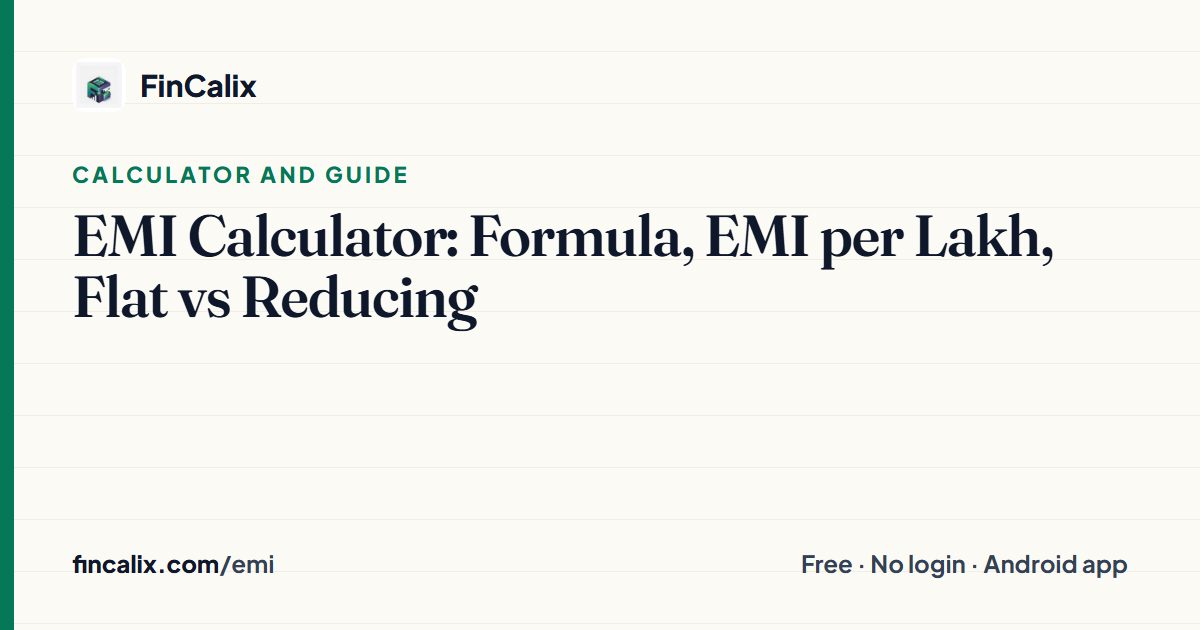 FinCalix
CALCULATOR AND GUIDE
EMI Calculator: Formula, EMI per Lakh,
Flat vs Reducing
fincalix.com/emi
Free · No login · Android app